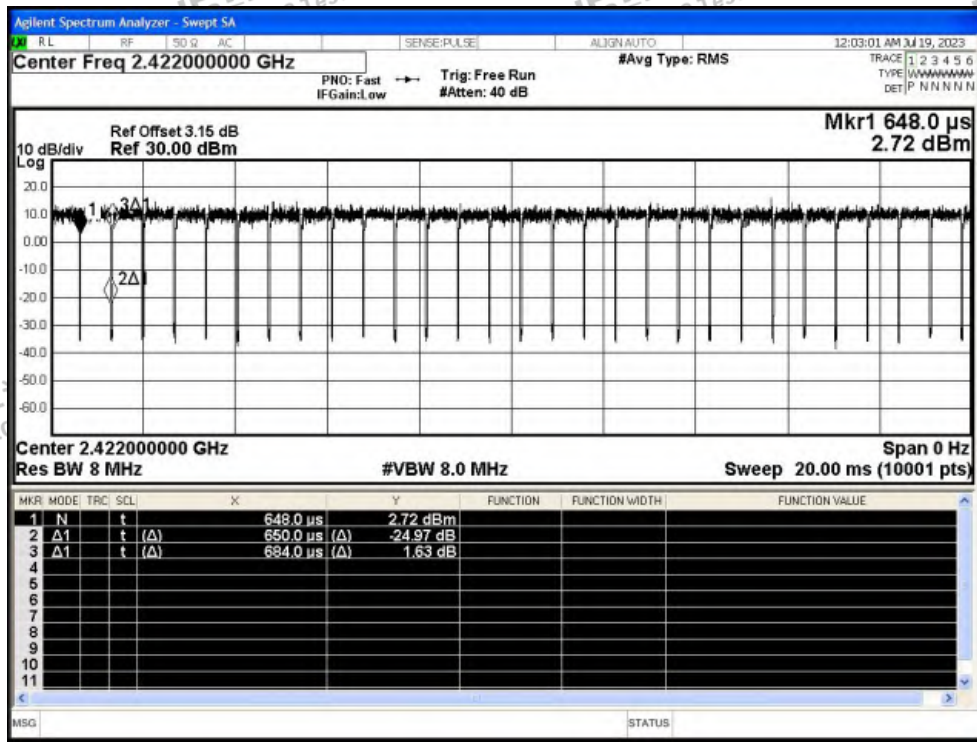 Agilent Spectrum Analyzer - Swept SA
RL RF 50 Ω AC SENSE:PULSE ALIGN AUTO 12:03:01 AM Jul 19, 2023
Center Freq 2.422000000 GHz #Avg Type: RMS TRACE 1 2 3 4 5 6
PNO: Fast Trig: Free Run TYPE
IFGain:Low #Atten: 40 dB DET P N N N N N
Mkr1 648.0 µs
Ref Offset 3.15 dB
10 dB/div Ref 30.00 dBm 2.72 dBm
Log
20.0
10.0 1 3Δ1
0.00
-10.0
2Δ1
-20.0
-30.0
-40.0
-50.0
-60.0
Center 2.422000000 GHz Span 0 Hz
Res BW 8 MHz #VBW 8.0 MHz Sweep 20.00 ms (10001 pts)
MKR MODE TRC SCL X Y FUNCTION FUNCTION WIDTH FUNCTION VALUE
1 N t 648.0 µs 2.72 dBm
2 Δ1 t (Δ) 650.0 µs (Δ) -24.97 dB
3 Δ1 t (Δ) 684.0 µs (Δ) 1.63 dB
4
5
6
7
8
9
10
11
MSG STATUS